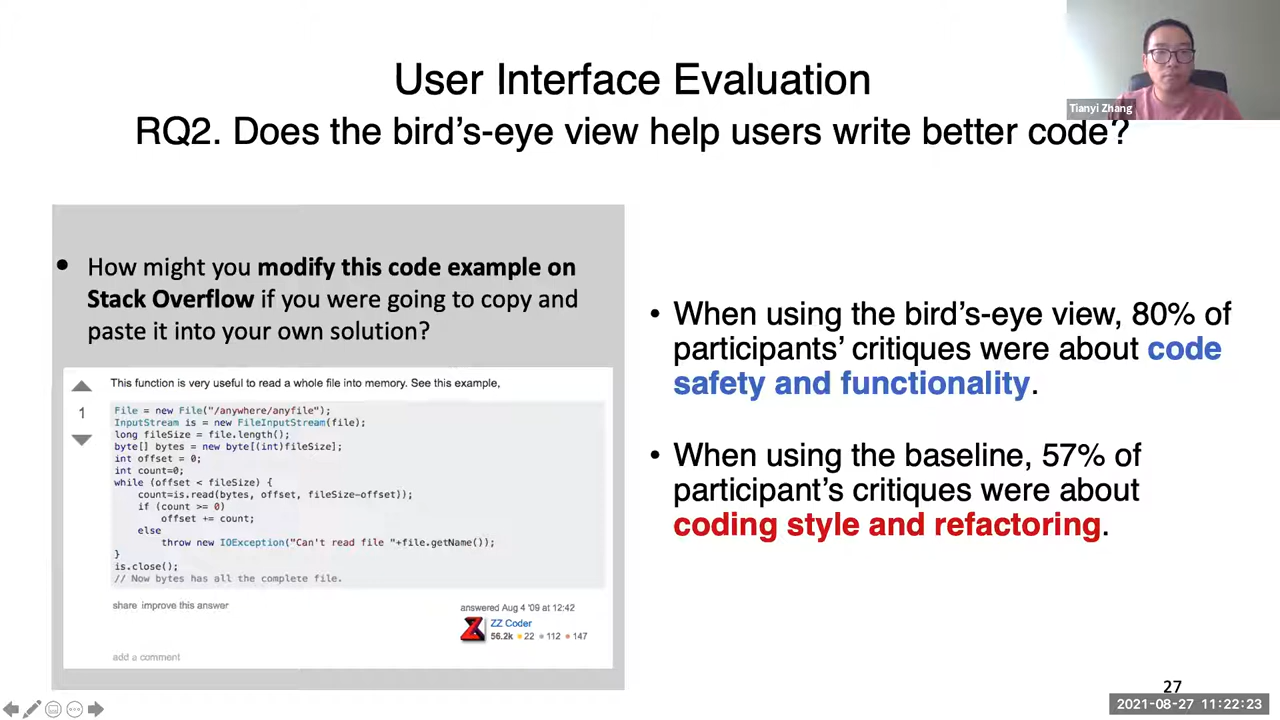 User Interface Evaluation
RQ2. Does the bird's-eye view help users write better code?
Tianyi Zhang
• How might you modify this code example on
Stack Overflow if you were going to copy and
paste it into your own solution?
This function is very useful to read a whole file into memory. See this example,
1
File = new File("/anywhere/anyfile");
InputStream is = new FileInputStream(file);
long fileSize = file.length();
byte[] bytes = new byte[(int)fileSize];
int offset = 0;
int count=0;
while (offset < fileSize) {
count=is.read(bytes, offset, fileSize-offset));
if (count >= 0)
offset += count;
else
throw new IOException("Can't read file "+file.getName());
}
is.close();
// Now bytes has all the complete file.
share improve this answer
answered Aug 4 '09 at 12:42
ZZ Coder
56.2k ●22 ●112 ●147
add a comment
• When using the bird's-eye view, 80% of
participants' critiques were about code
safety and functionality.
• When using the baseline, 57% of
participant's critiques were about
coding style and refactoring.
27
2021-08-27 11:22:23